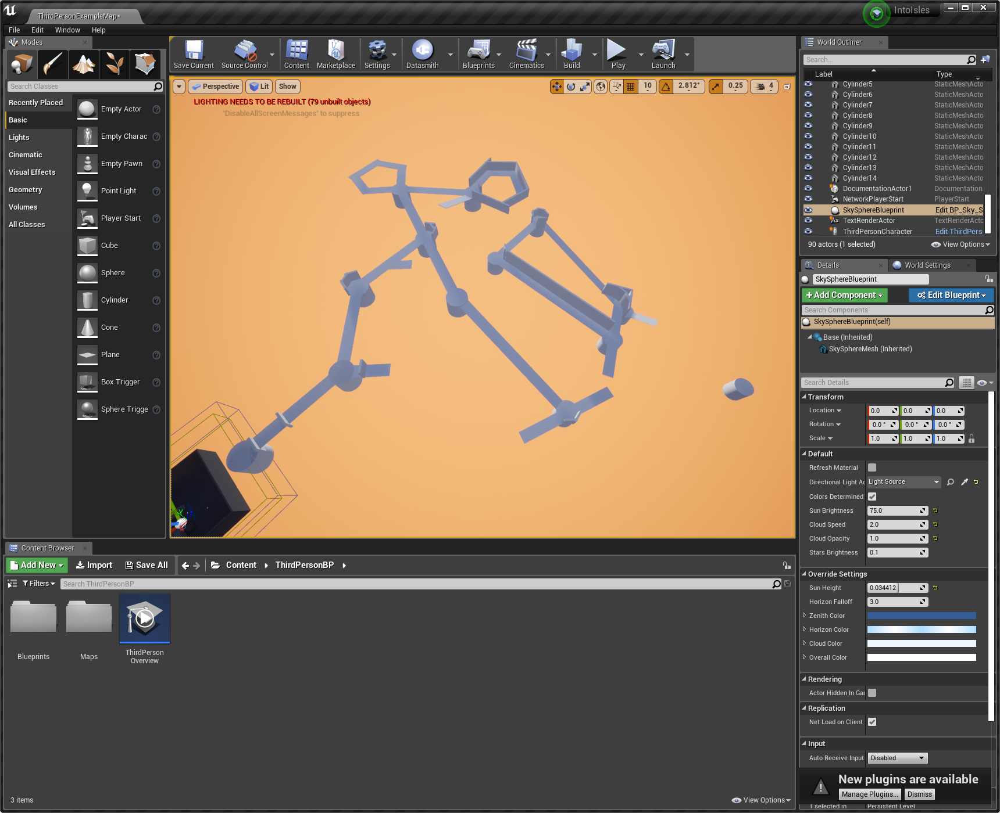 ThirdPersonExampleMap*
IntoIsles
File Edit Window Help
Modes
Search Classes
Recently Placed
Basic
Lights
Cinematic
Visual Effects
Geometry
Volumes
All Classes
Empty Actor
Empty Charac
Empty Pawn
Point Light
Player Start
Cube
Sphere
Cylinder
Cone
Plane
Box Trigger
Sphere Trigge
Save Current Source Control Content Marketplace Settings Datasmith Blueprints Cinematics Build Play Launch
Perspective Lit Show
10 2.812° 0.25 4
LIGHTING NEEDS TO BE REBUILT (79 unbuilt objects)
'DisableAllScreenMessages' to suppress
World Outliner
Search...
Label Type
Cylinder5 StaticMeshActo
Cylinder6 StaticMeshActo
Cylinder7 StaticMeshActo
Cylinder8 StaticMeshActo
Cylinder9 StaticMeshActo
Cylinder10 StaticMeshActo
Cylinder11 StaticMeshActo
Cylinder12 StaticMeshActo
Cylinder13 StaticMeshActo
Cylinder14 StaticMeshActo
DocumentationActor1 Documentation.
NetworkPlayerStart PlayerStart
SkySphereBlueprint Edit BP_Sky_S
TextRenderActor TextRenderActc
ThirdPersonCharacter Edit ThirdPers
90 actors (1 selected) View Options
Details World Settings
SkySphereBlueprint
+Add Component Edit Blueprint
Search Components
SkySphereBlueprint(self)
Base (Inherited)
SkySphereMesh (Inherited)
Search Details
Transform
Location 0.0 0.0 0.0
Rotation 0.0 ° 0.0 ° 0.0 °
Scale 1.0 1.0 1.0
Default
Refresh Material
Directional Light Ac Light Source
Colors Determined
Sun Brightness 75.0
Cloud Speed 2.0
Cloud Opacity 1.0
Stars Brightness 0.1
Override Settings
Sun Height 0.034412
Horizon Falloff 3.0
Zenith Color
Horizon Color
Cloud Color
Overall Color
Rendering
Actor Hidden In Gar
Replication
Net Load on Client
Input
Auto Receive Input Disabled
New plugins are available
Manage Plugins... Dismiss
1 selected in Persistent Level
Content Browser
Add New Import Save All Content ThirdPersonBP
Filters Search ThirdPersonBP
Blueprints
Maps
ThirdPerson
Overview
3 items View Options
X Y Z